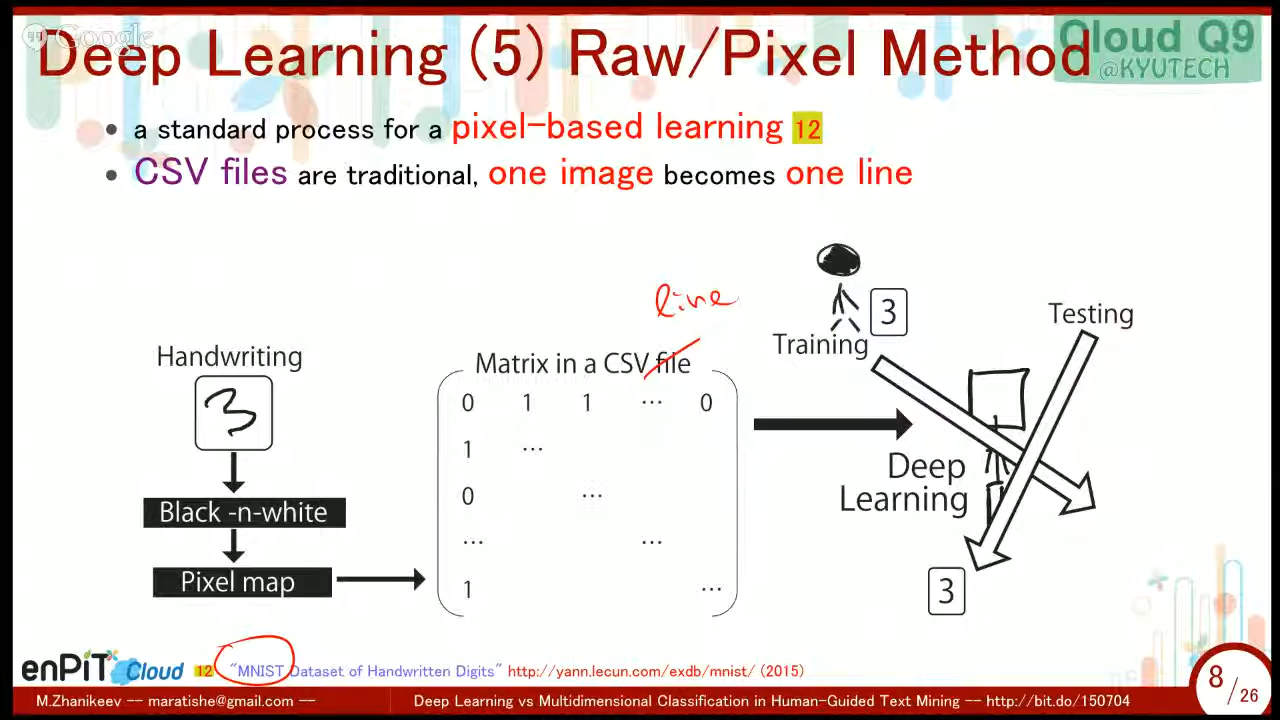 Google
Deep Learning (5) Raw/Pixel Method
Cloud Q9
@KYUTECH
• a standard process for a pixel-based learning 12
• CSV files are traditional, one image becomes one line
line
3
Training
Testing
Handwriting
3
Black -n-white
Pixel map
Matrix in a CSV file
0 1 1 ... 0
1 ...
0 ...
... ...
1 ...
Deep
Learning
3
enPiT Cloud 12 "MNIST Dataset of Handwritten Digits" http://yann.lecun.com/exdb/mnist/ (2015)
M.Zhanikeev -- maratishe@gmail.com -- Deep Learning vs Multidimensional Classification in Human-Guided Text Mining -- http://bit.do/150704
8/26